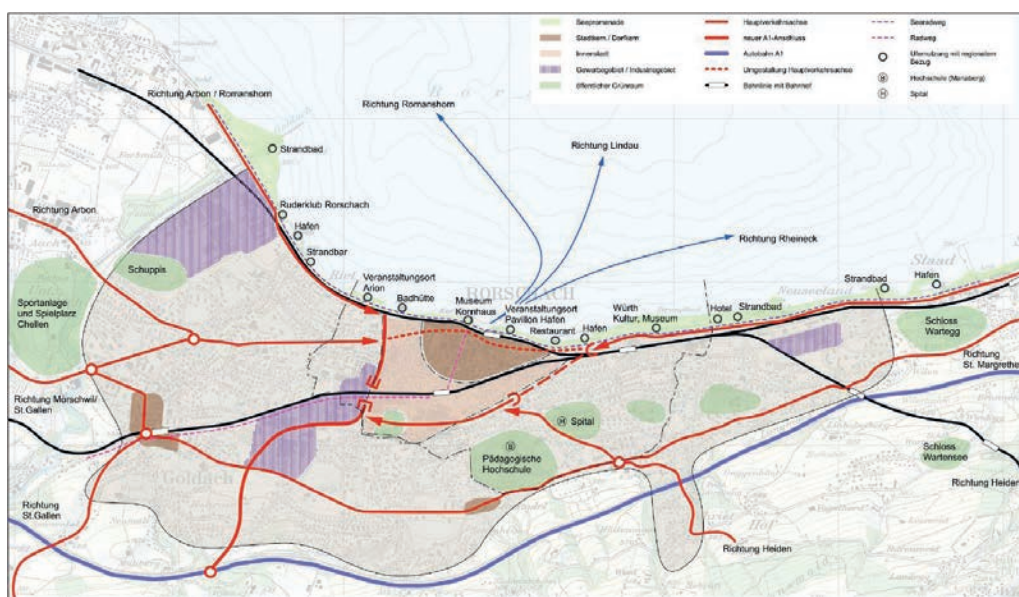 Seepromenade
Stadtkern / Dorfkern
Innenstadt
Gewerbegebiet / Industriegebiet
öffentlicher Grünraum
Hauptverkehrsachse
neuer A1-Anschluss
Autobahn A1
Umgestaltung Hauptverkehrsachse
Bahnlinie mit Bahnhof
Seeradweg
Radweg
Ufernutzung mit regionalem
Bezug
Hochschule (Mariaberg)
H Spital
Richtung Arbon / Romanshorn
Richtung Romanshorn
Richtung Lindau
Strandbad
Richtung Arbon
Ruderklub Rorschach
Hafen
Strandbar
Richtung Rheineck
Schuppis
Sportanlage
und Spielplatz
Chellen
Veranstaltungsort
Arion
Badhütte
Museum
Kornhaus
RORSCHACH
Veranstaltungsort
Pavillon Hafen
Restaurant
Hafen
Würth
Kultur, Museum
Hotel
Strandbad
Strandbad
Hafen
Staad
Schloss
Wartegg
Richtung
St. Margrethe
Richtung Mörschwil/
St.Gallen
H Spital
Pädagogische
Hochschule
Schloss
Wartensee
Goldach
Richtung
St.Gallen
Richtung Heiden
Richtung Heiden